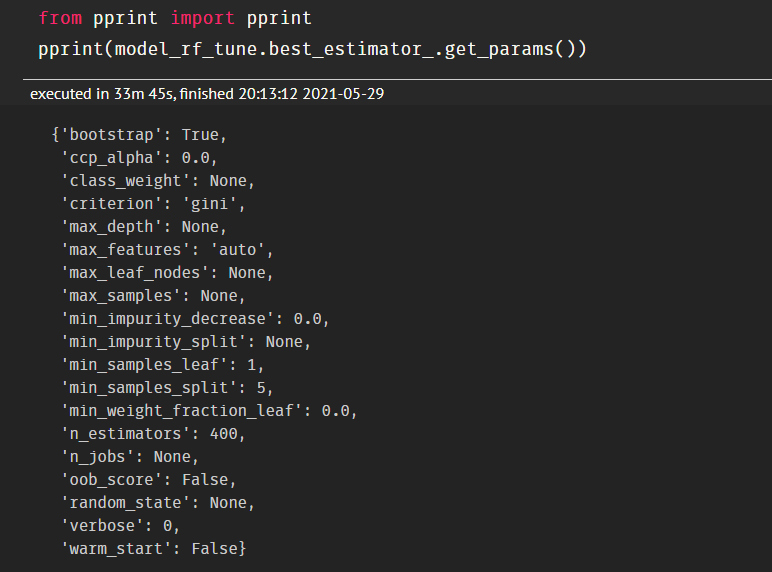 from pprint import pprint
pprint(model_rf_tune.best_estimator_.get_params())
executed in 33m 45s, finished 20:13:12 2021-05-29
{'bootstrap': True,
 'ccp_alpha': 0.0,
 'class_weight': None,
 'criterion': 'gini',
 'max_depth': None,
 'max_features': 'auto',
 'max_leaf_nodes': None,
 'max_samples': None,
 'min_impurity_decrease': 0.0,
 'min_impurity_split': None,
 'min_samples_leaf': 1,
 'min_samples_split': 5,
 'min_weight_fraction_leaf': 0.0,
 'n_estimators': 400,
 'n_jobs': None,
 'oob_score': False,
 'random_state': None,
 'verbose': 0,
 'warm_start': False}